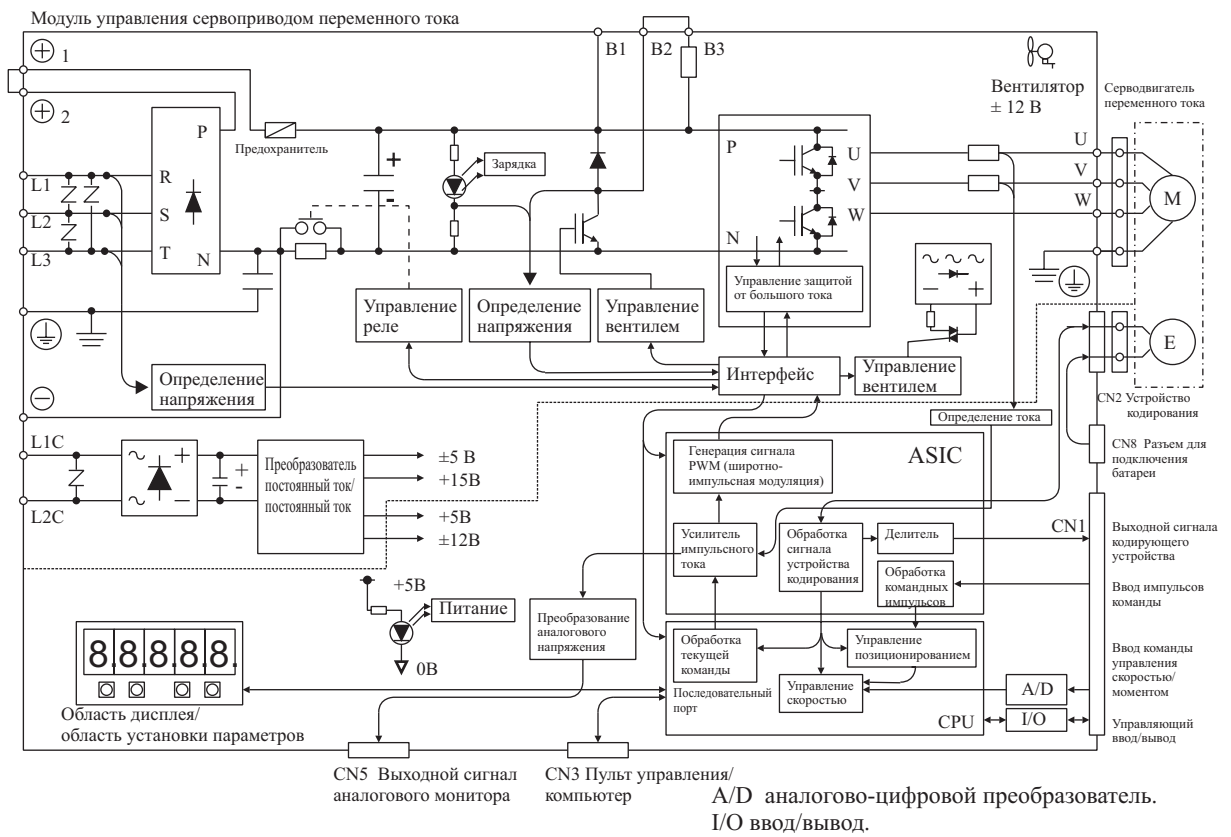 Модуль управления сервоприводом переменного тока
+ 1
B1 B2 B3
+ 2
Вентилятор
± 12 В
Серводвигатель
переменного тока
P
Предохранитель
+
-
Зарядка
P
U
V
W
U
V
W
M
L1
R
L2
S
L3
T
N
N
Управление защитой
от большого тока
− +
Управление
реле
Определение
напряжения
Управление
вентилем
Определение
напряжения
Интерфейс
Управление
вентилем
E
−
CN2 Устройство
кодирования
Определение тока
CN8 Разъем для
подключения
батареи
L1C
L2C
+
−
+
-
Преобразователь
постоянный ток/
постоянный ток
±5 В
+15В
+5В
±12В
Генерация сигнала
PWM (широтно-
импульсная модуляция)
ASIC
Усилитель
импульсного
тока
Обработка
сигнала
устройства
кодирования
Делитель
Обработка
командных
импульсов
CN1
Выходной сигнала
кодирующего
устройства
Ввод импульсов
команды
+5В
Питание
0В
Преобразование
аналогового
напряжения
8.8.8.8.8.
Область дисплея/
область установки параметров
Обработка
текущей
команды
Управление
позиционированием
Управление
скоростью
Последовательный
порт
CPU
A/D
I/O
Ввод команды
управления
скоростью/
моментом
Управляющий
ввод/вывод
CN5 Выходной сигнал
аналогового монитора
CN3 Пульт управления/
компьютер
A/D аналогово-цифровой преобразователь.
I/O ввод/вывод.